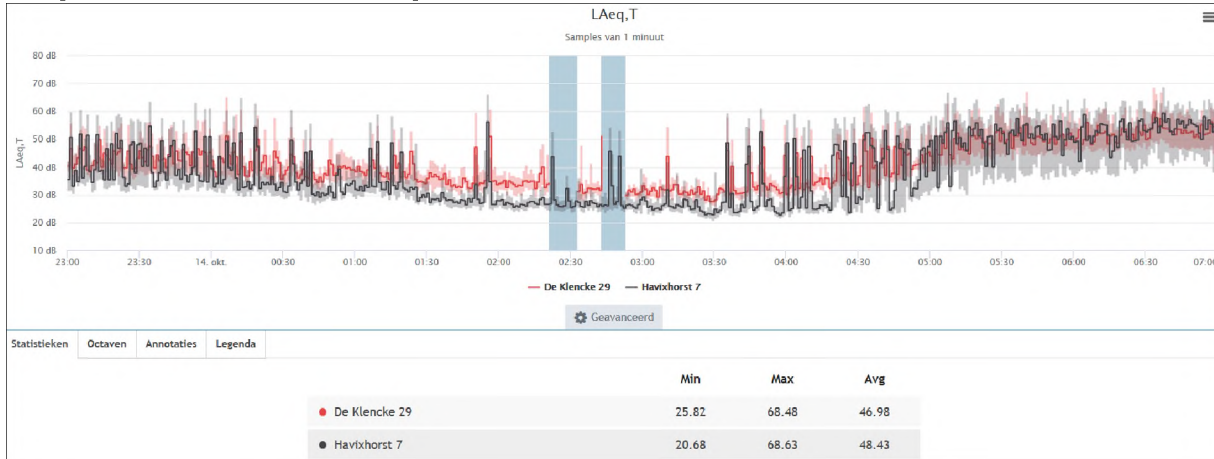 LAeq,T
Samples van 1 minuut
80 dB
70 dB
60 dB
50 dB
40 dB
30 dB
20 dB
10 dB
LAeq,T
23:00 23:30 14. okt. 00:30 01:00 01:30 02:00 02:30 03:00 03:30 04:00 04:30 05:00 05:30 06:00 06:30 07:00
De Klencke 29 Havixhorst 7
Geavanceerd
Statistieken Octaven Annotaties Legenda
Min Max Avg
De Klencke 29 25.82 68.48 46.98
Havixhorst 7 20.68 68.63 48.43